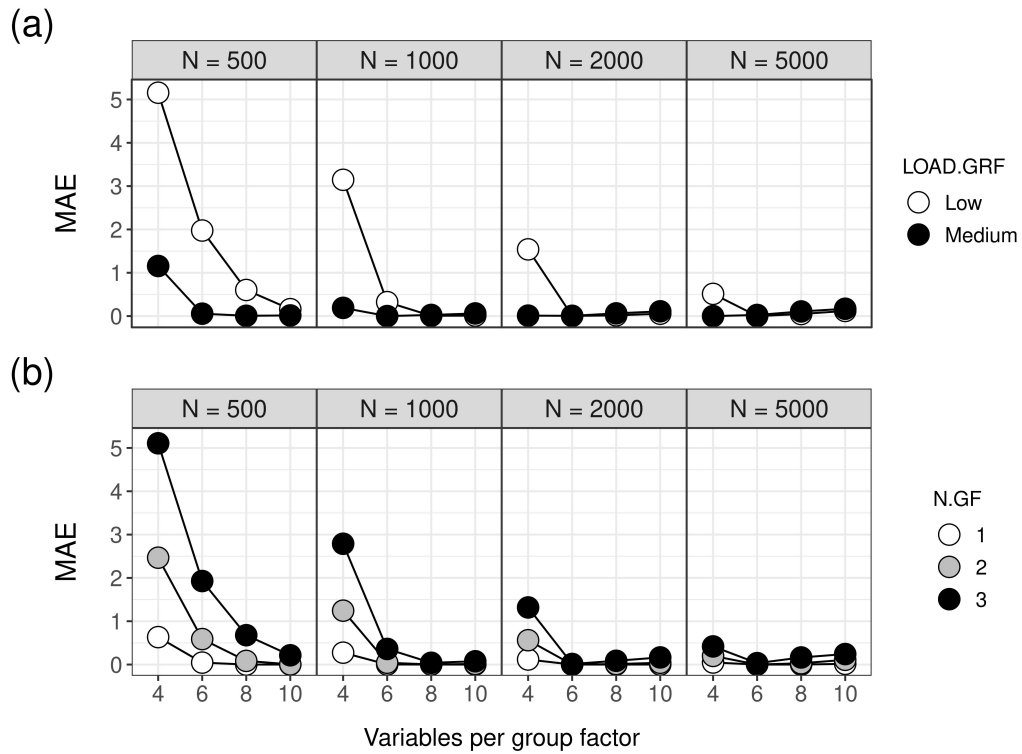 (a)
N = 500 N = 1000 N = 2000 N = 5000
5
4
3
2
1
0
MAE
LOAD.GRF
Low
Medium
(b)
N = 500 N = 1000 N = 2000 N = 5000
5
4
3
2
1
0
MAE
4 6 8 10 4 6 8 10 4 6 8 10 4 6 8 10
Variables per group factor
N.GF
1
2
3